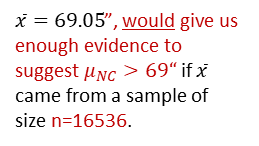 x̄ = 69.05”, would give us
enough evidence to
suggest μNC > 69“ if x̄
came from a sample of
size n=16536.